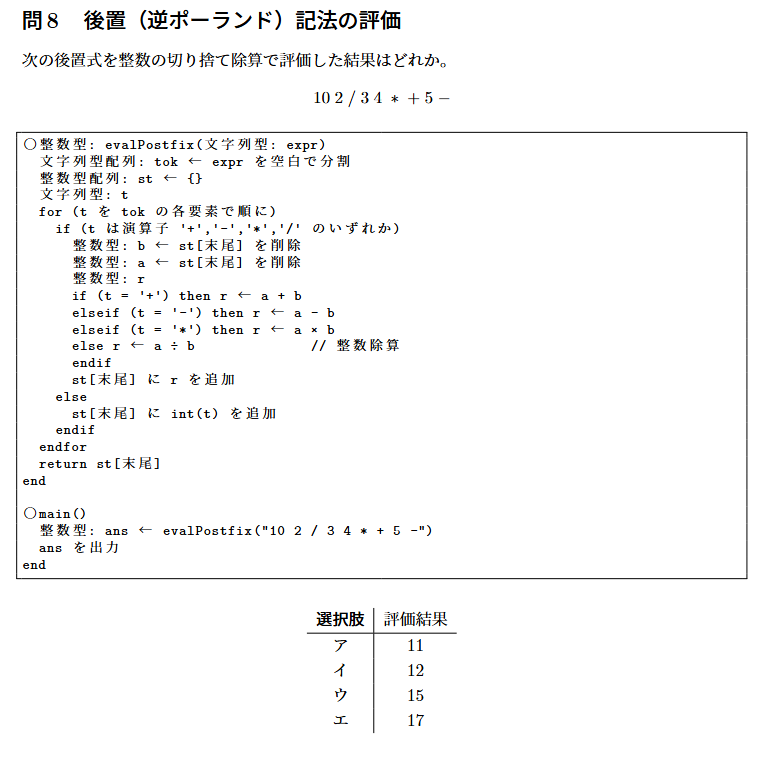 問8　後置（逆ポーランド）記法の評価
次の後置式を整数の切り捨て除算で評価した結果はどれか。
10 2 / 3 4 * + 5 −
〇整数型: evalPostfix(文字列型: expr)
  文字列型配列: tok ← expr を空白で分割
  整数型配列: st ← {}
  文字列型: t
  for (t を tok の各要素で順に)
    if (t は演算子 '+','-','*','/' のいずれか)
      整数型: b ← st[末尾] を削除
      整数型: a ← st[末尾] を削除
      整数型: r
      if (t = '+') then r ← a + b
      elseif (t = '-') then r ← a - b
      elseif (t = '*') then r ← a × b
      else r ← a ÷ b              // 整数除算
      endif
      st[末尾] に r を追加
    else
      st[末尾] に int(t) を追加
    endif
  endfor
  return st[末尾]
end
〇main()
  整数型: ans ← evalPostfix("10 2 / 3 4 * + 5 -")
  ans を出力
end
選択肢 評価結果
ア 11
イ 12
ウ 15
エ 17